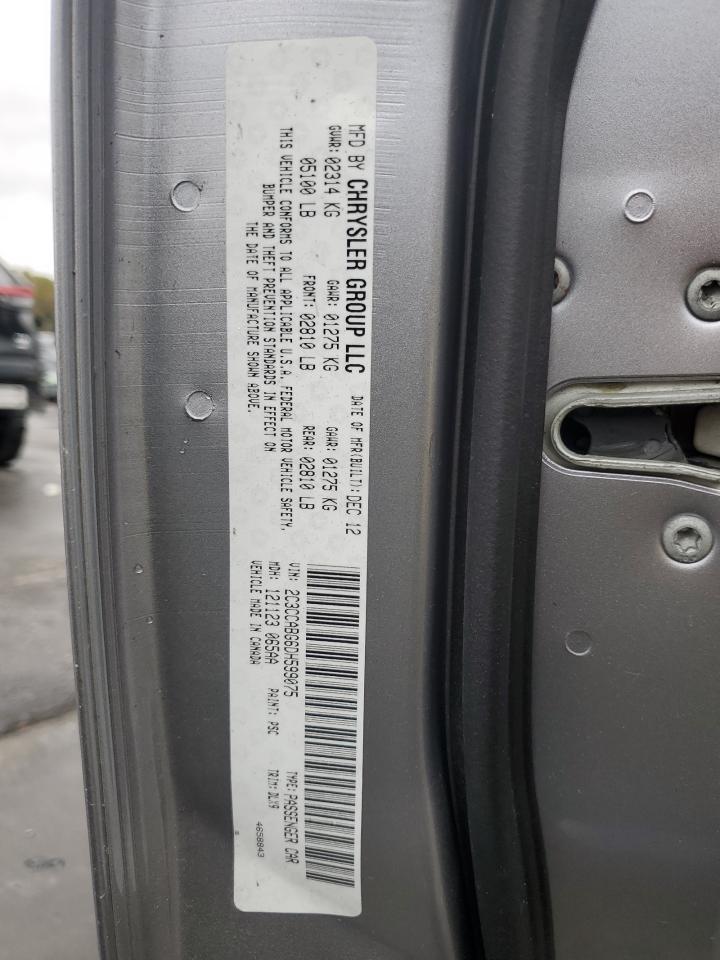 MFD BY CHRYSLER GROUP LLC DATE OF MFR(BUILT): DEC 12
GVWR: 02314 KG GAWR: 01275 KG GAWR: 01275 KG
05100 LB FRONT: 02810 LB REAR: 02810 LB
THIS VEHICLE CONFORMS TO ALL APPLICABLE U.S.A. FEDERAL MOTOR VEHICLE SAFETY,
BUMPER AND THEFT PREVENTION STANDARDS IN EFFECT ON
THE DATE OF MANUFACTURE SHOWN ABOVE.
VIN: 2C3CCABG6DH599075 TYPE: PASSENGER CAR
MDH: 121123 065AA PAINT: PSC TRIM: DLX9
VEHICLE MADE IN CANADA 4658843